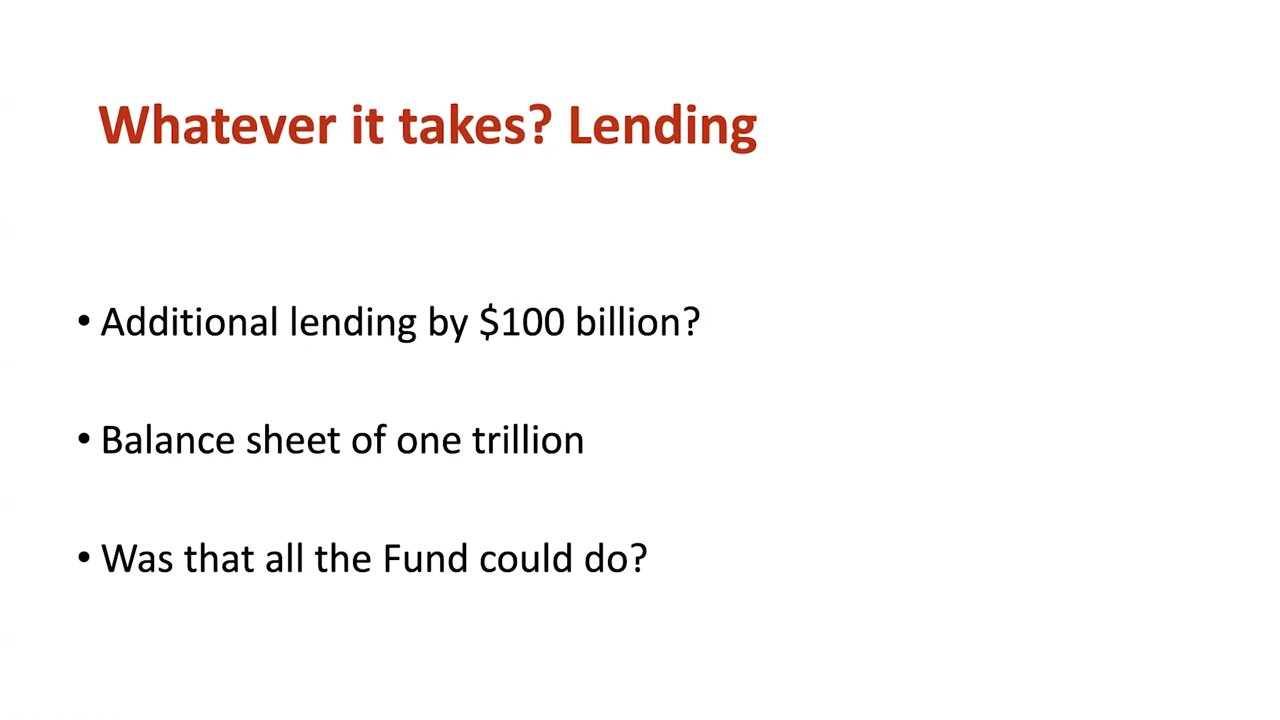 Whatever it takes? Lending
• Additional lending by $100 billion?
• Balance sheet of one trillion
• Was that all the Fund could do?